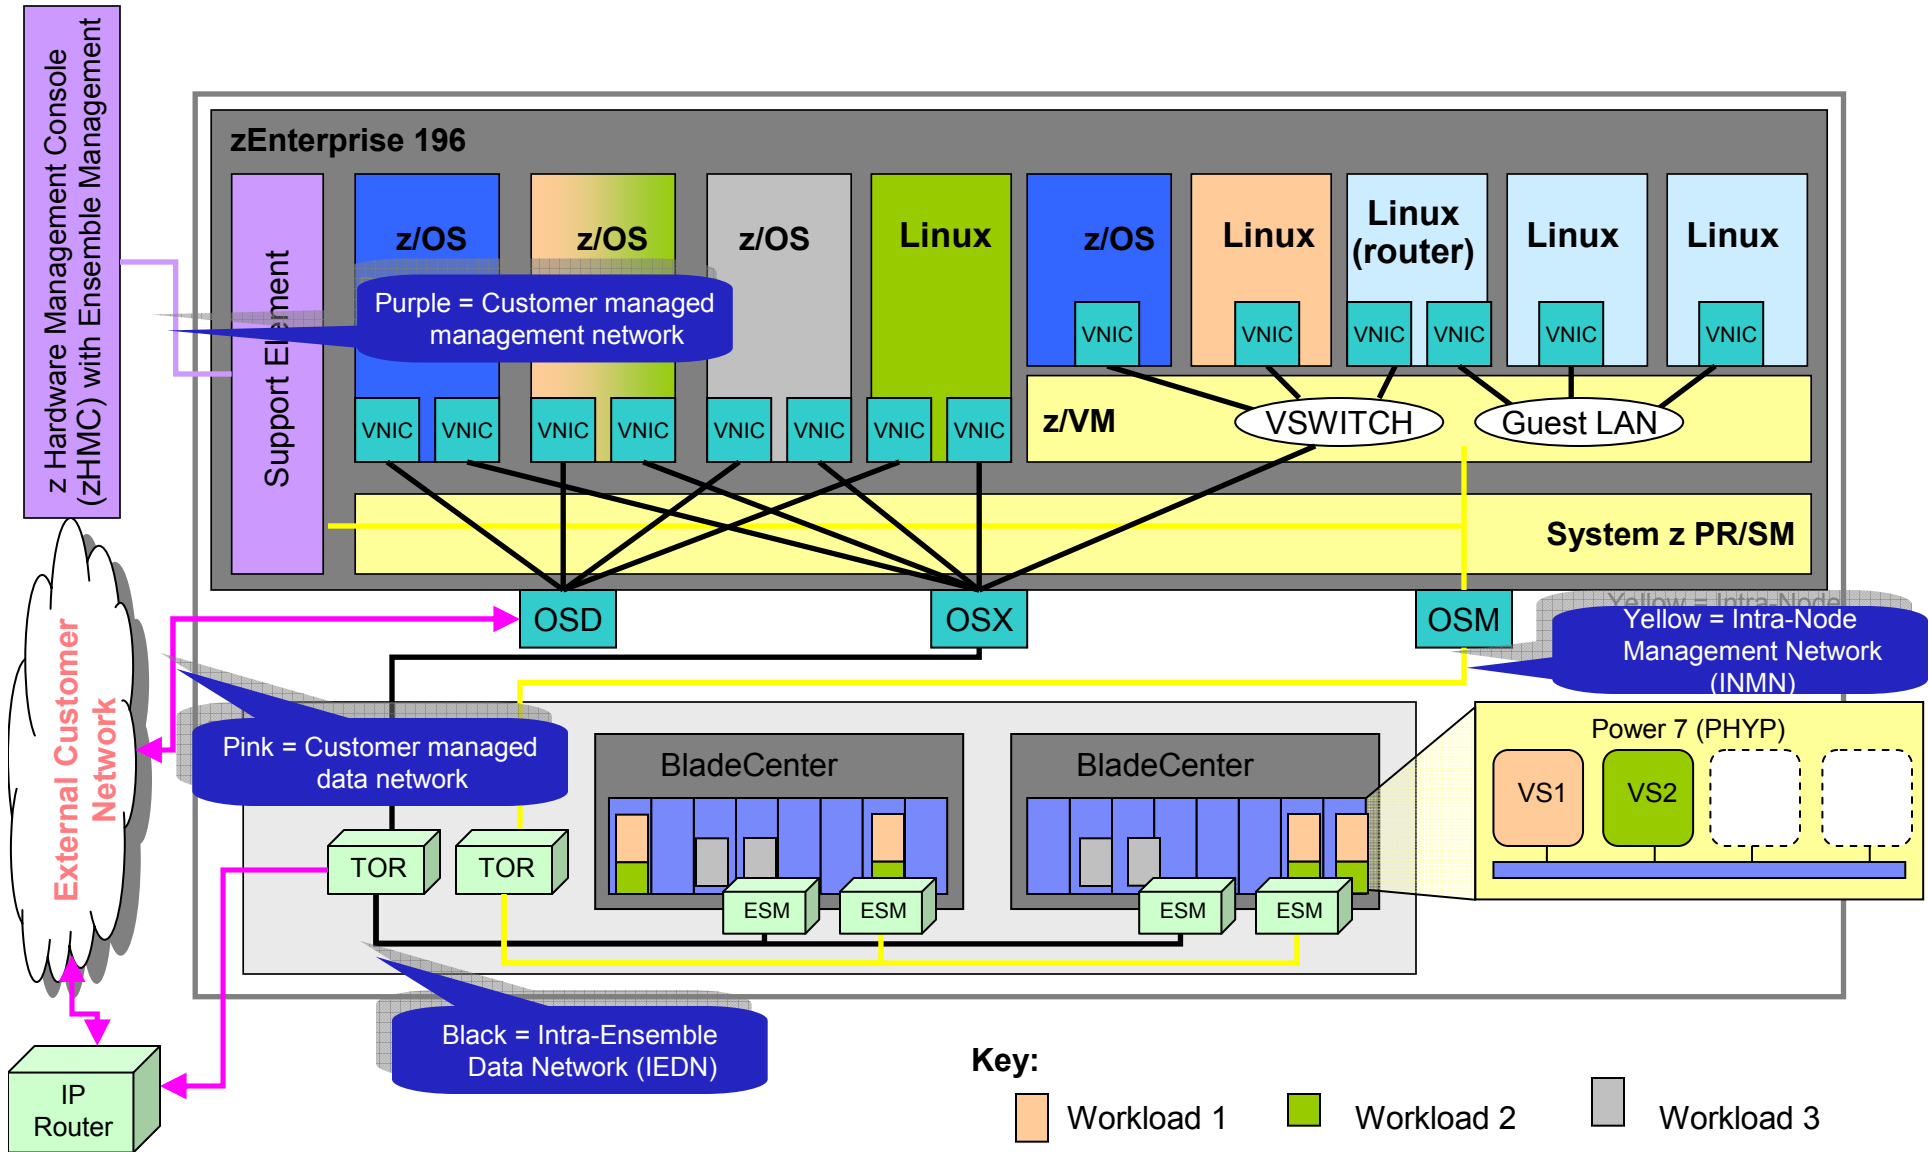 z Hardware Management Console
(zHMC) with Ensemble Management
zEnterprise 196
Support Element
z/OS
z/OS
z/OS
Linux
z/OS
Linux
Linux
(router)
Linux
Linux
Purple = Customer managed
management network
VNIC
VNIC
VNIC
VNIC
VNIC
VNIC
VNIC
VNIC
VNIC
VNIC
VNIC
VNIC
VNIC
VNIC
z/VM
VSWITCH
Guest LAN
System z PR/SM
OSD
OSX
OSM
Yellow = Intra-Node
Yellow = Intra-Node
Management Network
(INMN)
External Customer
Network
Pink = Customer managed
data network
BladeCenter
BladeCenter
Power 7 (PHYP)
VS1
VS2
TOR
TOR
ESM
ESM
ESM
ESM
Black = Intra-Ensemble
Data Network (IEDN)
IP
Router
Key:
Workload 1
Workload 2
Workload 3